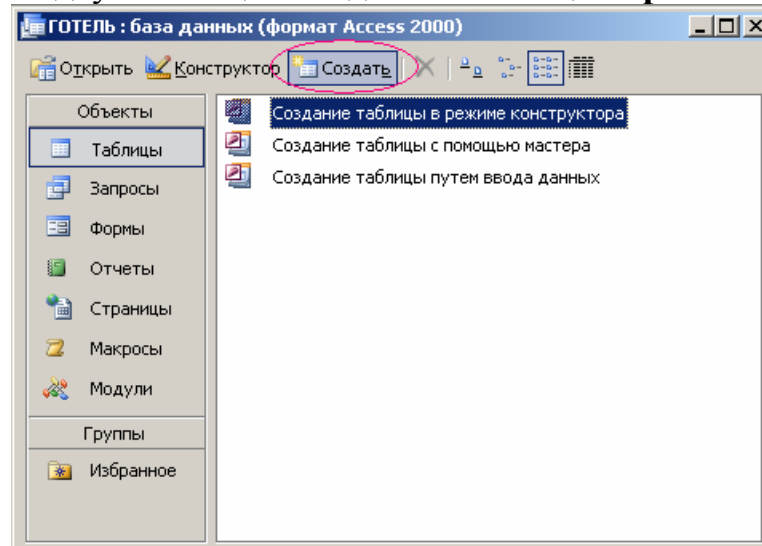 ГОТЕЛЬ : база данных (формат Access 2000)
Открыть Конструктор Создать
Объекты
Таблицы
Запросы
Формы
Отчеты
Страницы
Макросы
Модули
Группы
Избранное
Создание таблицы в режиме конструктора
Создание таблицы с помощью мастера
Создание таблицы путем ввода данных